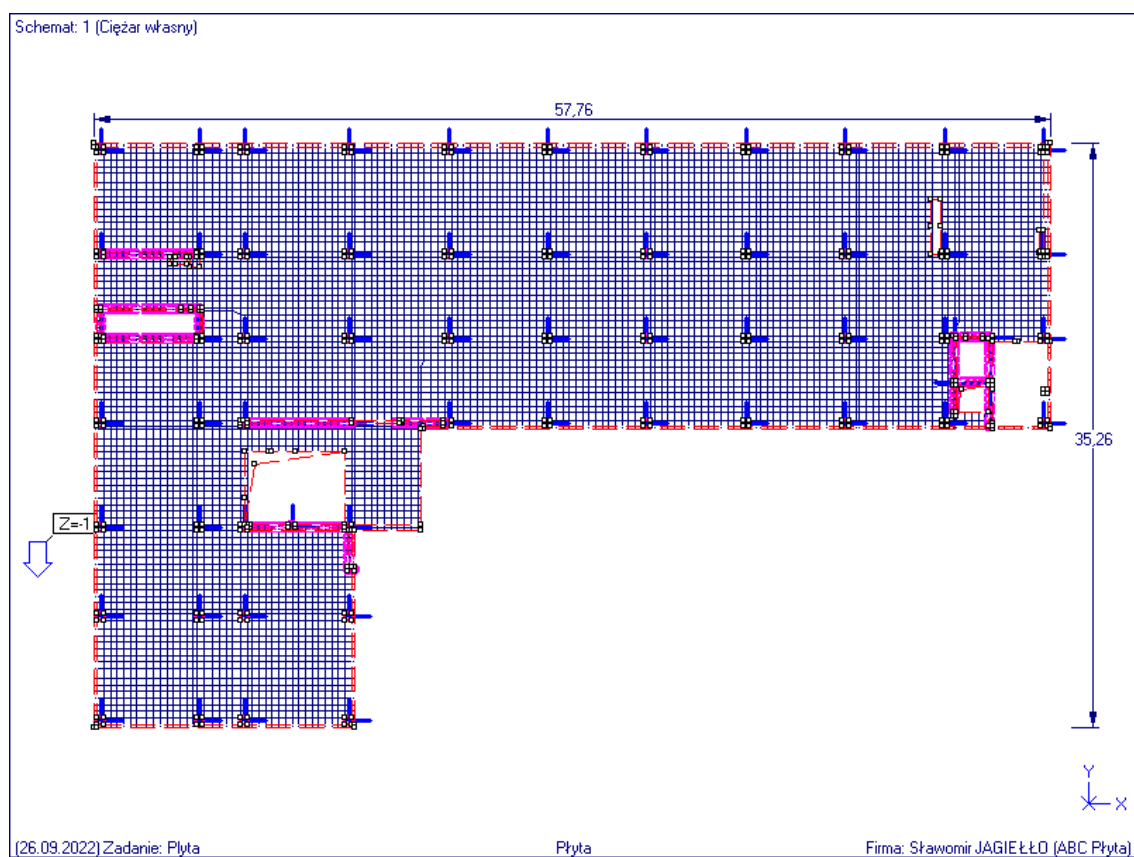 Schemat: 1 (Ciężar własny)
57,76
35,26
Z=-1
Y
X
(26.09.2022) Zadanie: Plyta
Płyta
Firma: Sławomir JAGIEŁŁO (ABC Płyta)